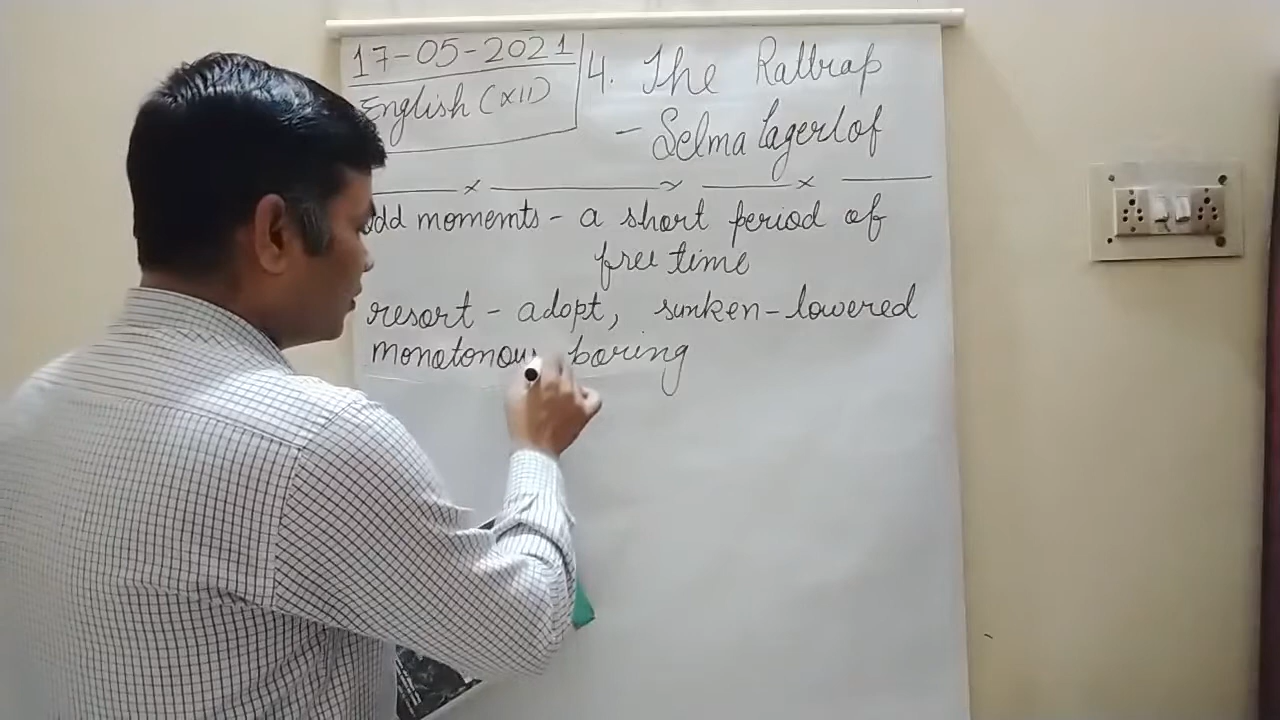 17-05-2021
English (XII)
4. The Rattrap
- Selma Lagerlof
odd moments - a short period of
free time
resort - adopt, sunken - lowered
monotonous boring